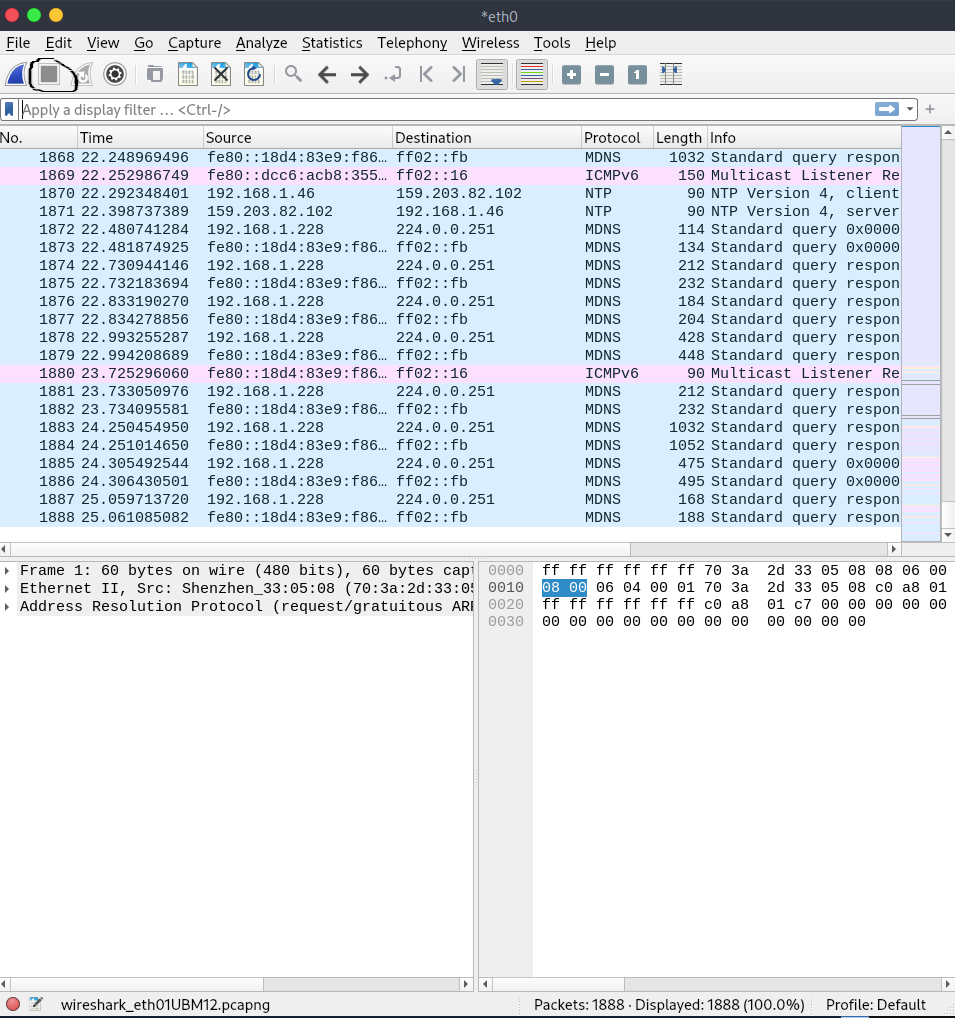 *eth0
File Edit View Go Capture Analyze Statistics Telephony Wireless Tools Help
Apply a display filter … <Ctrl-/>
No. Time Source Destination Protocol Length Info
1868 22.248969496 fe80::18d4:83e9:f86… ff02::fb MDNS 1032 Standard query respon
1869 22.252986749 fe80::dcc6:acb8:355… ff02::16 ICMPv6 150 Multicast Listener Re
1870 22.292348401 192.168.1.46 159.203.82.102 NTP 90 NTP Version 4, client
1871 22.398737389 159.203.82.102 192.168.1.46 NTP 90 NTP Version 4, server
1872 22.480741284 192.168.1.228 224.0.0.251 MDNS 114 Standard query 0x0000
1873 22.481874925 fe80::18d4:83e9:f86… ff02::fb MDNS 134 Standard query 0x0000
1874 22.730944146 192.168.1.228 224.0.0.251 MDNS 212 Standard query respon
1875 22.732183694 fe80::18d4:83e9:f86… ff02::fb MDNS 232 Standard query respon
1876 22.833190270 192.168.1.228 224.0.0.251 MDNS 184 Standard query respon
1877 22.834278856 fe80::18d4:83e9:f86… ff02::fb MDNS 204 Standard query respon
1878 22.993255287 192.168.1.228 224.0.0.251 MDNS 428 Standard query respon
1879 22.994208689 fe80::18d4:83e9:f86… ff02::fb MDNS 448 Standard query respon
1880 23.725296060 fe80::18d4:83e9:f86… ff02::16 ICMPv6 90 Multicast Listener Re
1881 23.733050976 192.168.1.228 224.0.0.251 MDNS 212 Standard query respon
1882 23.734095581 fe80::18d4:83e9:f86… ff02::fb MDNS 232 Standard query respon
1883 24.250454950 192.168.1.228 224.0.0.251 MDNS 1032 Standard query respon
1884 24.251014650 fe80::18d4:83e9:f86… ff02::fb MDNS 1052 Standard query respon
1885 24.305492544 192.168.1.228 224.0.0.251 MDNS 475 Standard query 0x0000
1886 24.306430501 fe80::18d4:83e9:f86… ff02::fb MDNS 495 Standard query 0x0000
1887 25.059713720 192.168.1.228 224.0.0.251 MDNS 168 Standard query respon
1888 25.061085082 fe80::18d4:83e9:f86… ff02::fb MDNS 188 Standard query respon
Frame 1: 60 bytes on wire (480 bits), 60 bytes capt
Ethernet II, Src: Shenzhen_33:05:08 (70:3a:2d:33:05
Address Resolution Protocol (request/gratuitous ARP
0000 ff ff ff ff ff ff 70 3a 2d 33 05 08 08 06 00
0010 08 00 06 04 00 01 70 3a 2d 33 05 08 c0 a8 01
0020 ff ff ff ff ff ff c0 a8 01 c7 00 00 00 00 00
0030 00 00 00 00 00 00 00 00 00 00 00 00
wireshark_eth01UBM12.pcapng Packets: 1888 · Displayed: 1888 (100.0%) Profile: Default